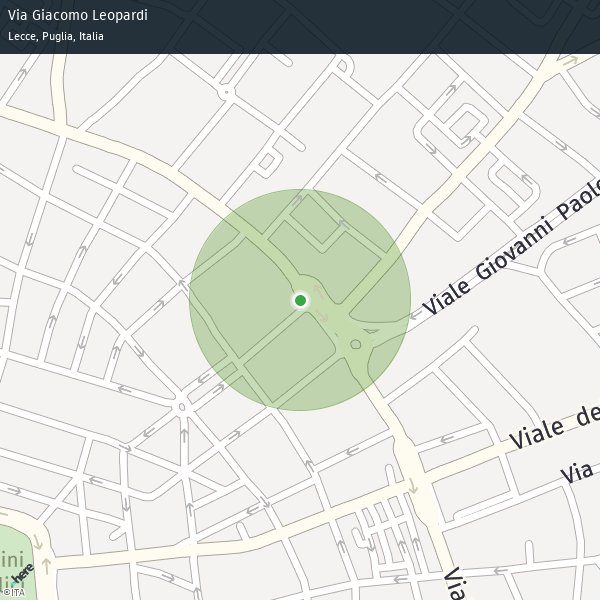 Via Giacomo Leopardi
Lecce, Puglia, Italia
Viale Giovanni Paolo
Viale de
Via
ini
Via
here
©ITA